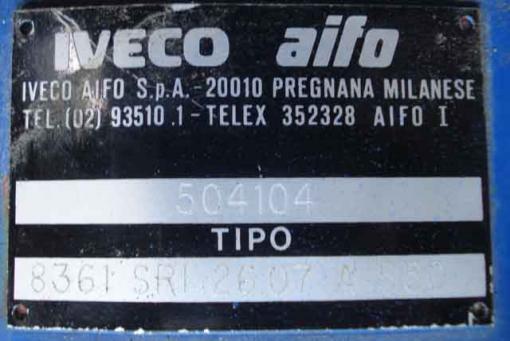 IVECO aifo
IVECO AIFO S.p.A.-20010 PREGNANA MILANESE
TEL.(02) 93510.1-TELEX 352328 AIFO I
504104
TIPO
8361 SRI 26.07